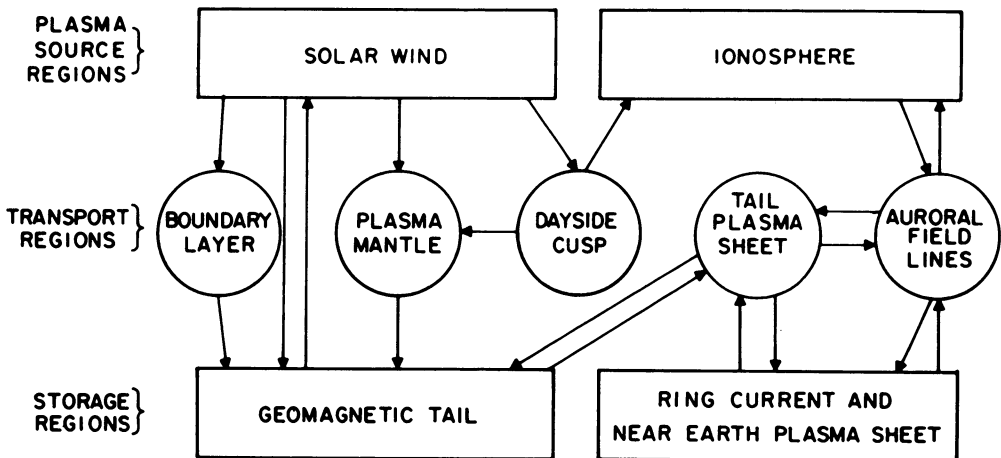 PLASMA
SOURCE
REGIONS
SOLAR WIND
IONOSPHERE
TRANSPORT
REGIONS
BOUNDARY
LAYER
PLASMA
MANTLE
DAYSIDE
CUSP
TAIL
PLASMA
SHEET
AURORAL
FIELD
LINES
STORAGE
REGIONS
GEOMAGNETIC TAIL
RING CURRENT AND
NEAR EARTH PLASMA SHEET